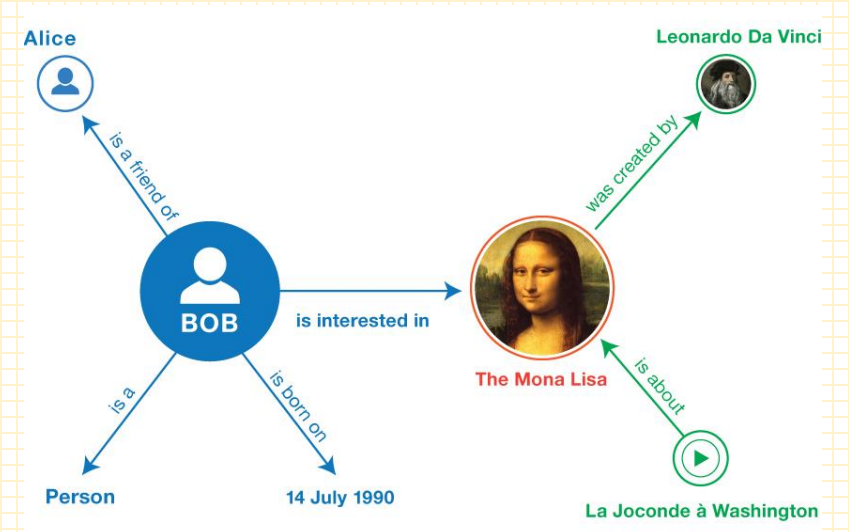 Alice
Leonardo Da Vinci
is a friend of
was created by
BOB
is interested in
The Mona Lisa
is a
is born on
is about
Person
14 July 1990
La Joconde à Washington